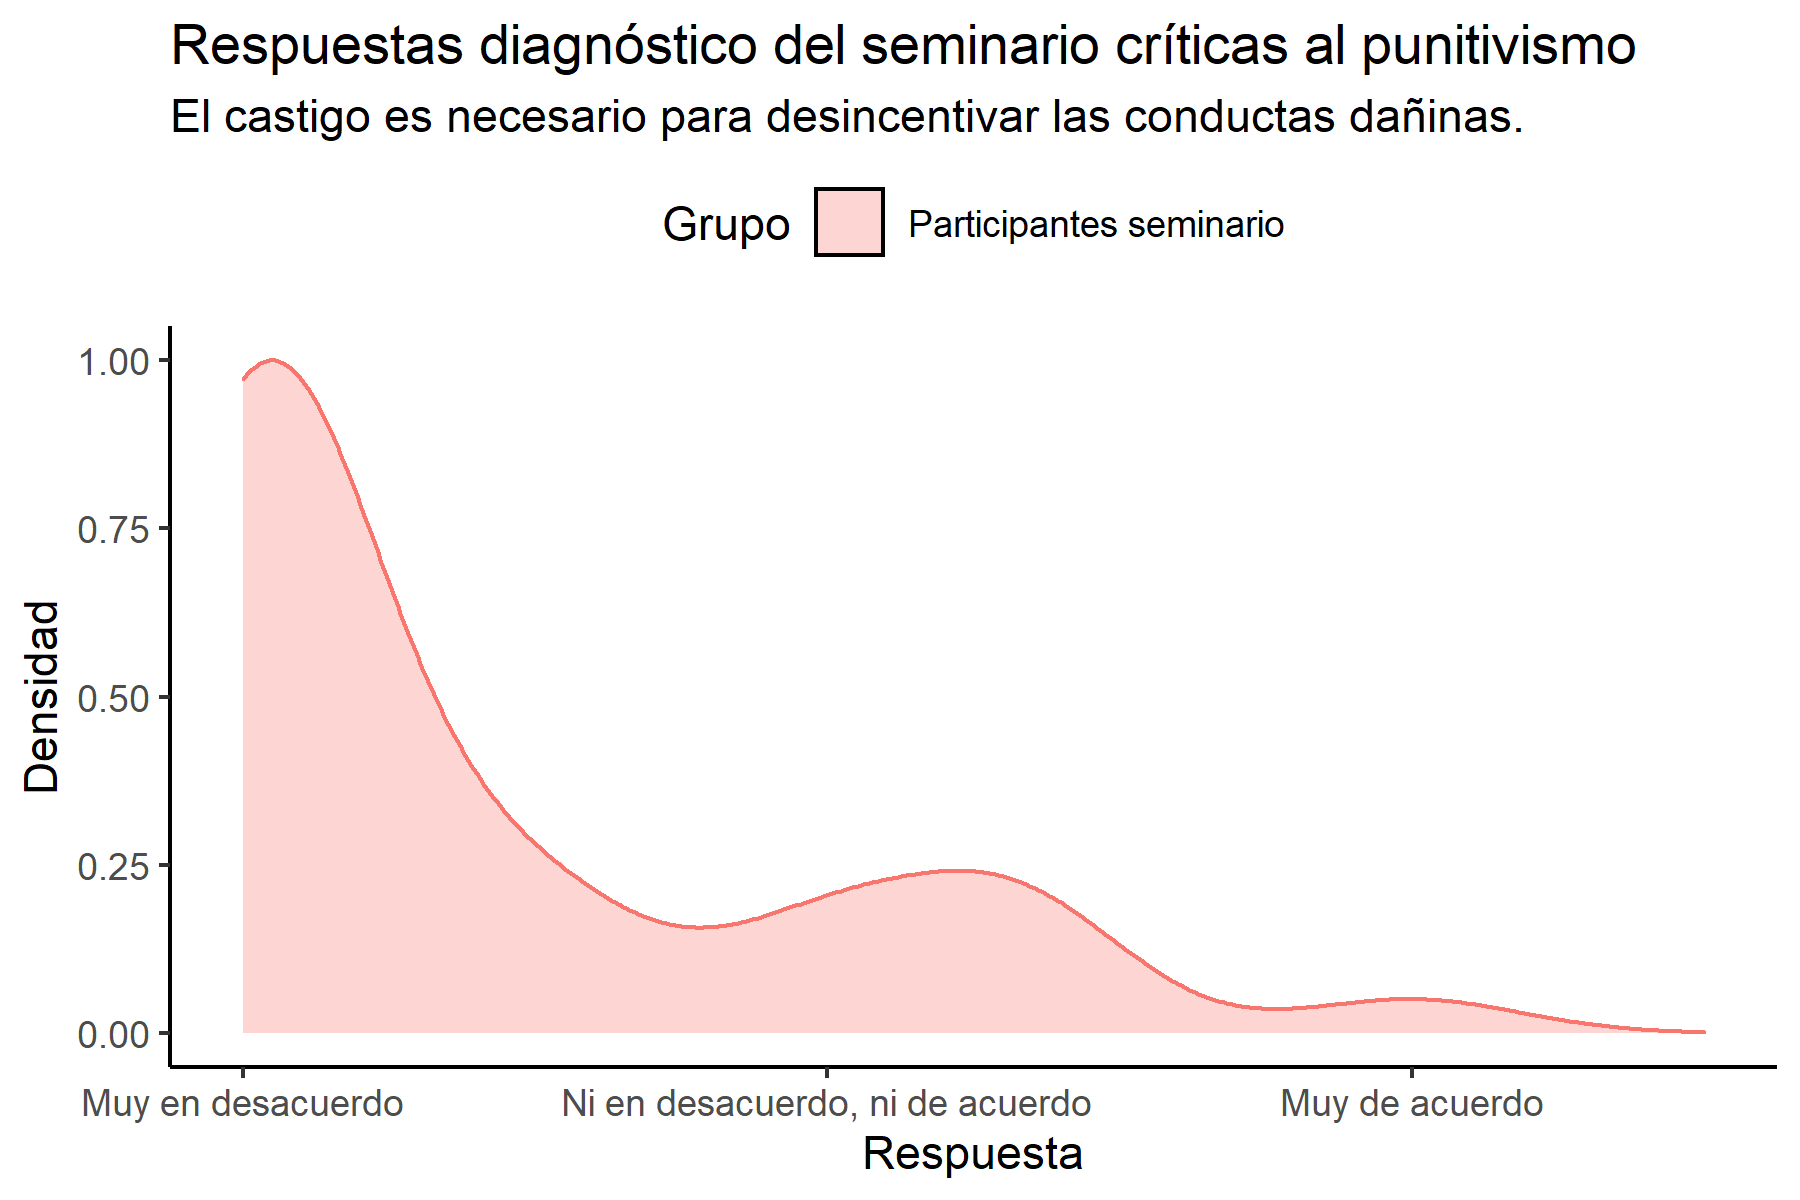 Respuestas diagnóstico del seminario críticas al punitivismo
El castigo es necesario para desincentivar las conductas dañinas.
Grupo Participantes seminario
1.00
0.75
0.50
0.25
0.00
Densidad
Muy en desacuerdo Ni en desacuerdo, ni de acuerdo Muy de acuerdo
Respuesta